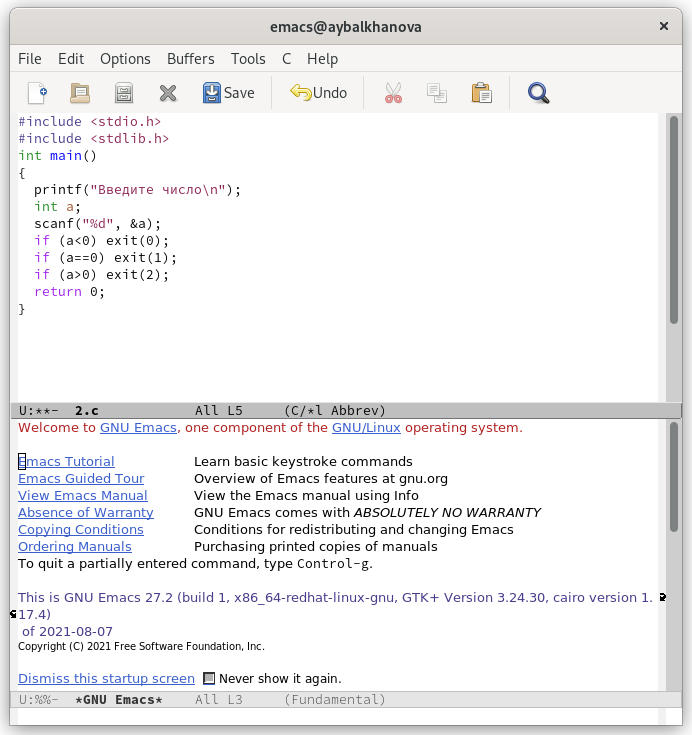 emacs@aybalkhanova
File Edit Options Buffers Tools C Help
Save Undo
#include <stdio.h>
#include <stdlib.h>
int main()
{
  printf("Введите число\n");
  int a;
  scanf("%d", &a);
  if (a<0) exit(0);
  if (a==0) exit(1);
  if (a>0) exit(2);
  return 0;
}
U:**-  2.c            All L5     (C/*l Abbrev)
Welcome to GNU Emacs, one component of the GNU/Linux operating system.
Emacs Tutorial Learn basic keystroke commands
Emacs Guided Tour Overview of Emacs features at gnu.org
View Emacs Manual View the Emacs manual using Info
Absence of Warranty GNU Emacs comes with ABSOLUTELY NO WARRANTY
Copying Conditions Conditions for redistributing and changing Emacs
Ordering Manuals Purchasing printed copies of manuals
To quit a partially entered command, type Control-g.
This is GNU Emacs 27.2 (build 1, x86_64-redhat-linux-gnu, GTK+ Version 3.24.30, cairo version 1.
17.4)
 of 2021-08-07
Copyright (C) 2021 Free Software Foundation, Inc.
Dismiss this startup screen Never show it again.
U:%%-  *GNU Emacs*    All L3     (Fundamental)